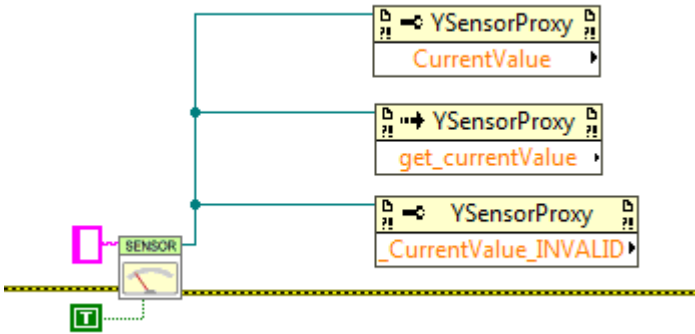 YSensorProxy
CurrentValue
YSensorProxy
get_currentValue
YSensorProxy
_CurrentValue_INVALID
SENSOR
T